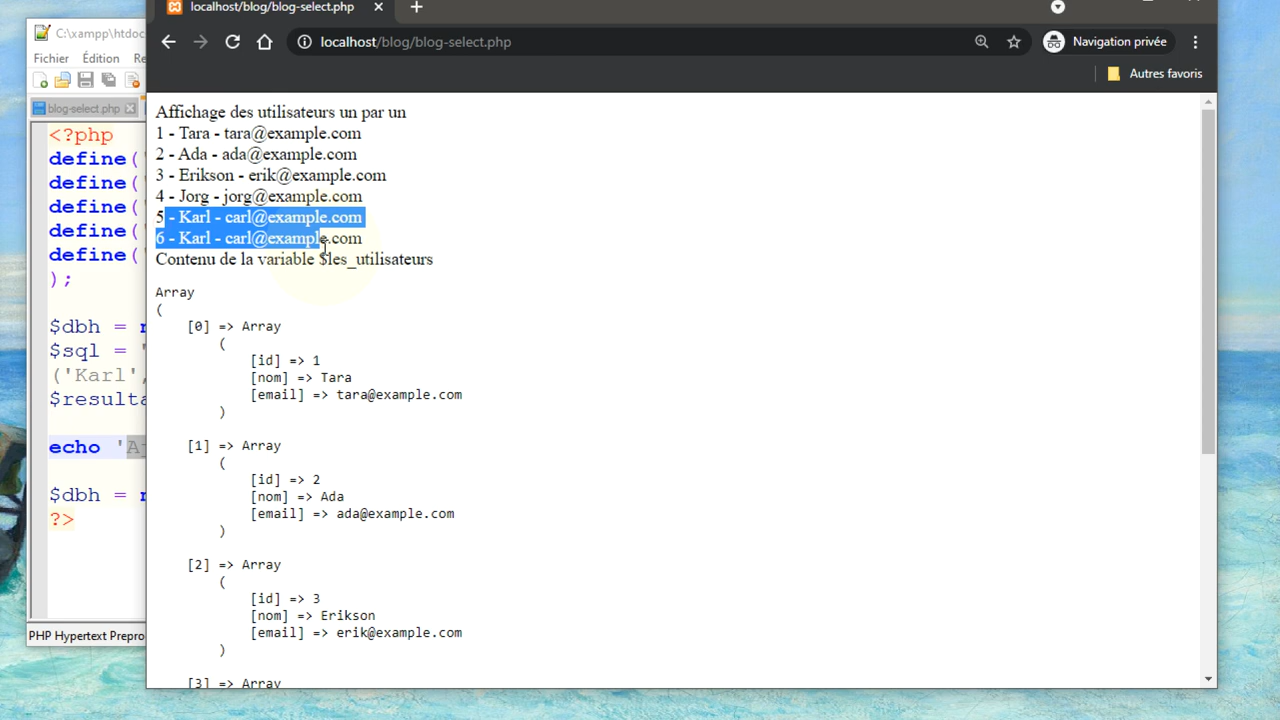 C:\xampp\htdoc
Fichier Édition Re
blog-select.php
<?php
define(
define(
define(
define(
define(
);
$dbh =
$sql =
('Karl',
$resulta
echo '
$dbh =
?>
PHP Hypertext Prepro
localhost/blog/blog-select.php
localhost/blog/blog-select.php
Navigation privée
Autres favoris
Affichage des utilisateurs un par un
1 - Tara - tara@example.com
2 - Ada - ada@example.com
3 - Erikson - erik@example.com
4 - Jorg - jorg@example.com
5 - Karl - carl@example.com
6 - Karl - carl@example.com
Contenu de la variable $les_utilisateurs
Array
(
[0] => Array
(
[id] => 1
[nom] => Tara
[email] => tara@example.com
)
[1] => Array
(
[id] => 2
[nom] => Ada
[email] => ada@example.com
)
[2] => Array
(
[id] => 3
[nom] => Erikson
[email] => erik@example.com
)
[3] => Array